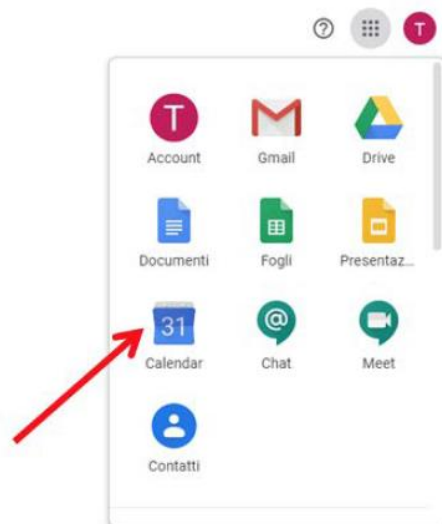 T
T
Account
Gmail
Drive
Documenti
Fogli
Presentaz...
31
Calendar
Chat
Meet
Contatti